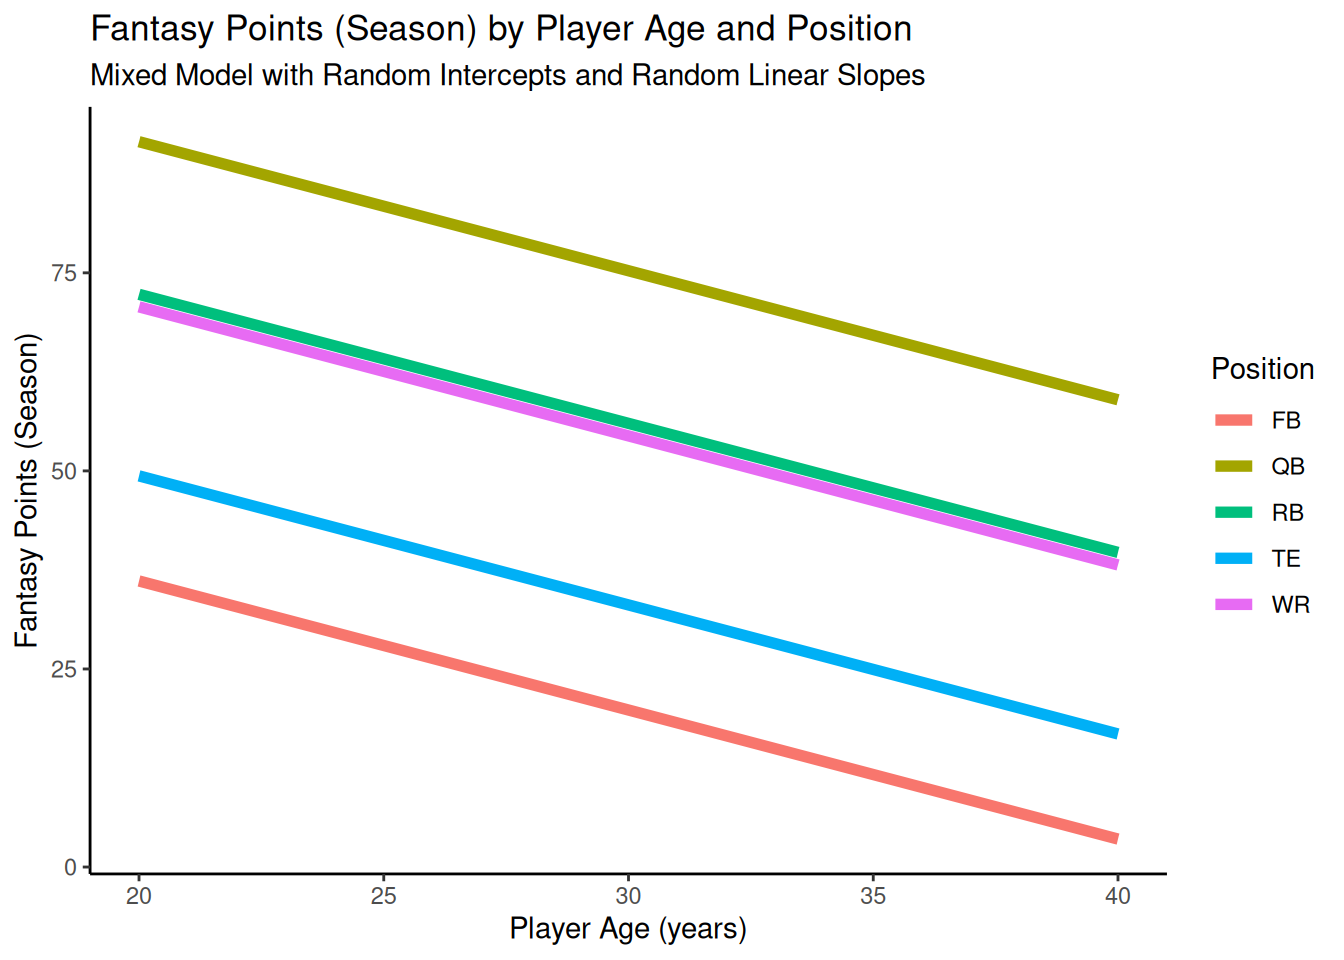 Fantasy Points (Season) by Player Age and Position
Mixed Model with Random Intercepts and Random Linear Slopes
Fantasy Points (Season)
75
50
25
0
20 25 30 35 40
Player Age (years)
Position
FB
QB
RB
TE
WR